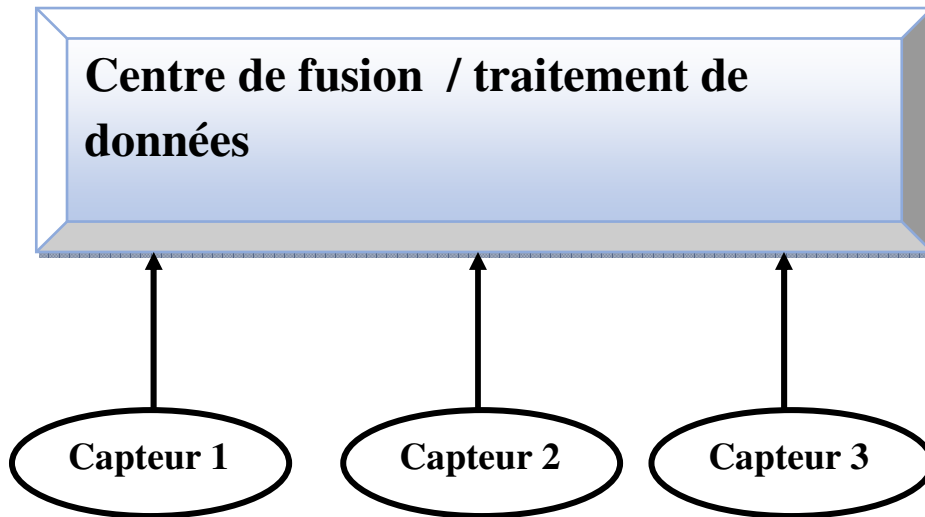 Centre de fusion / traitement de
données
Capteur 1
Capteur 2
Capteur 3